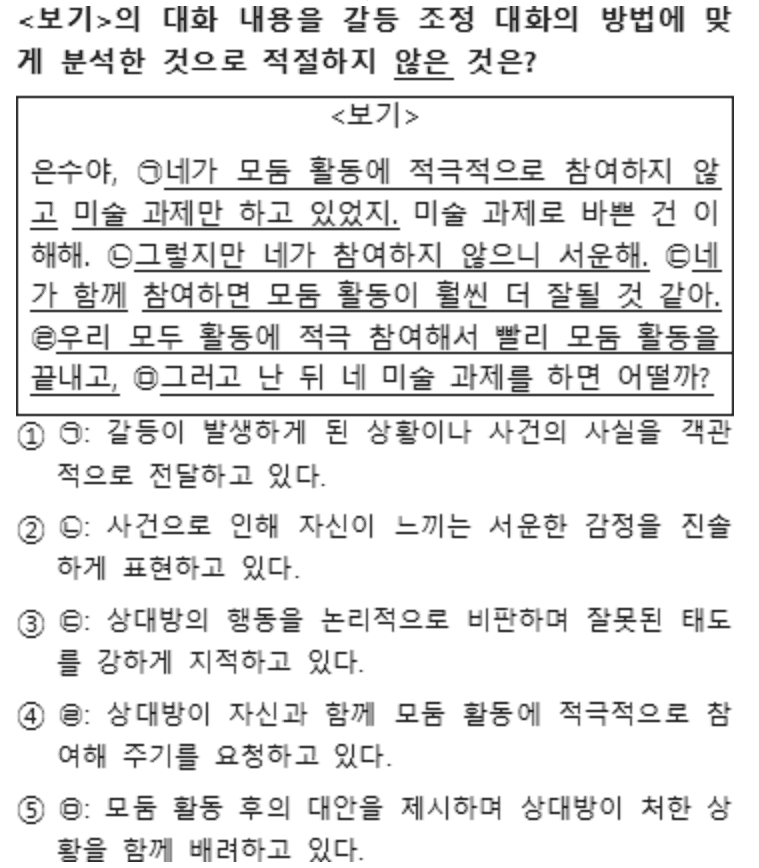 <보기>의 대화 내용을 갈등 조정 대화의 방법에 맞
게 분석한 것으로 적절하지 않은 것은?
<보기>
은수야, ㉠네가 모둠 활동에 적극적으로 참여하지 않
고 미술 과제만 하고 있었지. 미술 과제로 바쁜 건 이
해해. ㉡그렇지만 네가 참여하지 않으니 서운해. ㉢네
가 함께 참여하면 모둠 활동이 훨씬 더 잘될 것 같아.
㉣우리 모두 활동에 적극 참여해서 빨리 모둠 활동을
끝내고, ㉤그러고 난 뒤 네 미술 과제를 하면 어떨까?
① ㉠: 갈등이 발생하게 된 상황이나 사건의 사실을 객관
적으로 전달하고 있다.
② ㉡: 사건으로 인해 자신이 느끼는 서운한 감정을 진솔
하게 표현하고 있다.
③ ㉢: 상대방의 행동을 논리적으로 비판하며 잘못된 태도
를 강하게 지적하고 있다.
④ ㉣: 상대방이 자신과 함께 모둠 활동에 적극적으로 참
여해 주기를 요청하고 있다.
⑤ ㉤: 모둠 활동 후의 대안을 제시하며 상대방이 처한 상
황을 함께 배려하고 있다.